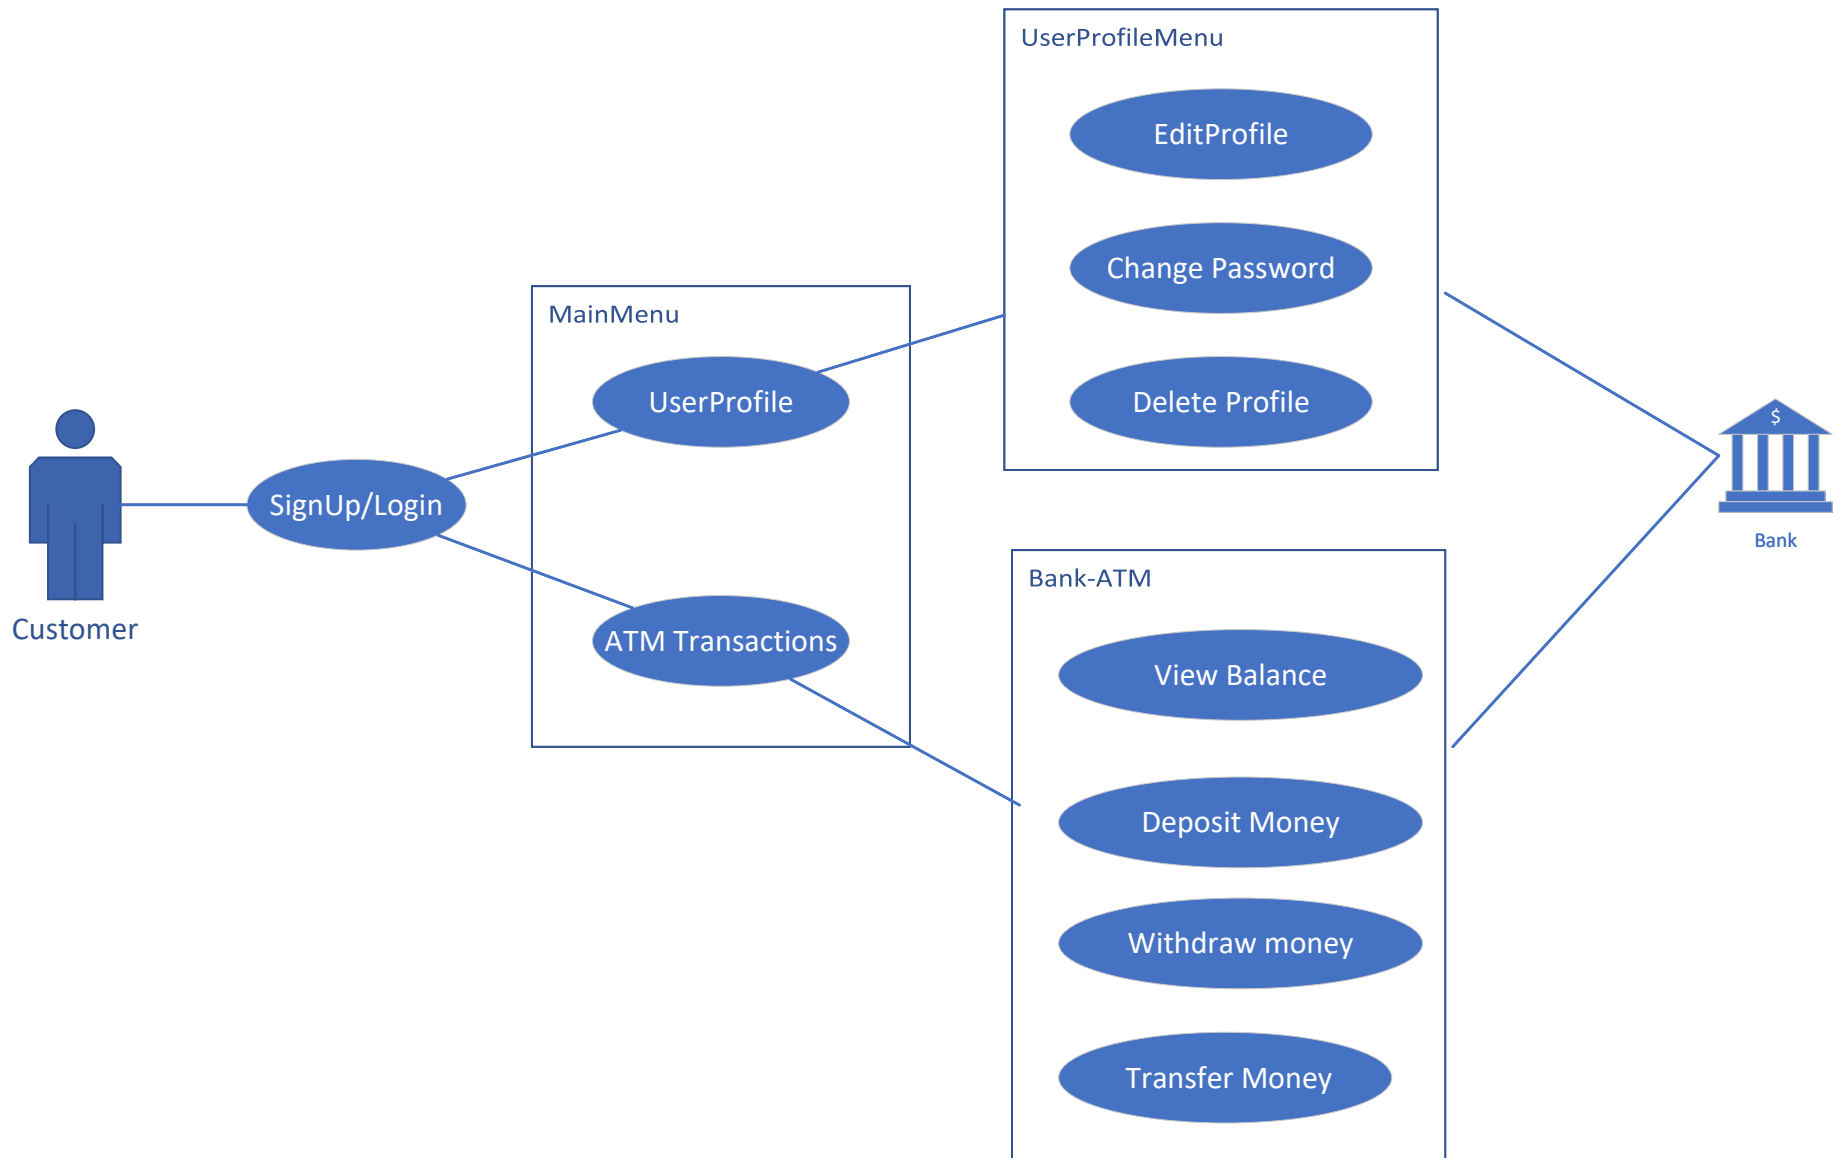 UserProfileMenu
EditProfile
Change Password
Delete Profile
MainMenu
UserProfile
ATM Transactions
SignUp/Login
Customer
$
Bank
Bank-ATM
View Balance
Deposit Money
Withdraw money
Transfer Money